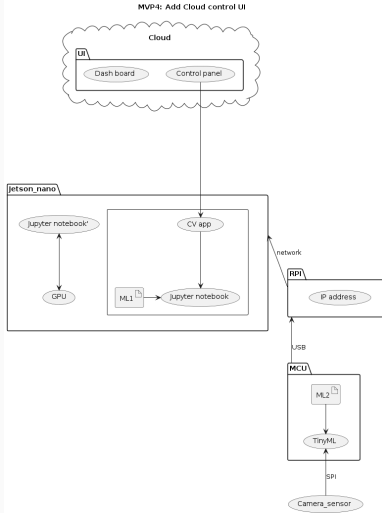 MVP4: Add Cloud control UI
Cloud
UI
Dash board
Control panel
jetson_nano
jupyter notebook'
CV app
network
RPI
GPU
ML1
jupyter notebook
IP address
USB
MCU
ML2
TinyML
SPI
Camera_sensor